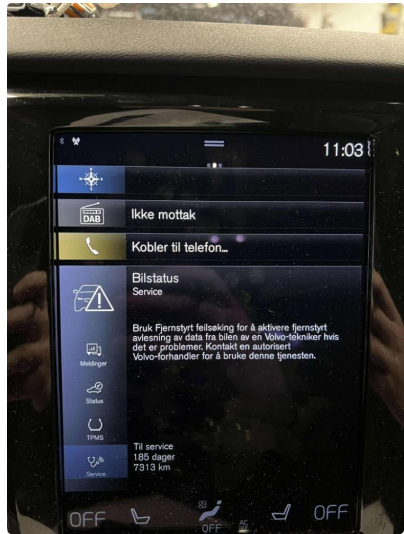 11:03
DAB
Ikke mottak
Kobler til telefon...
Bilstatus
Service
Bruk Fjernstyrt feilsøking for å aktivere fjernstyrt
avlesning av data fra bilen av en Volvo-tekniker hvis
det er problemer. Kontakt en autorisert
Volvo-forhandler for å bruke denne tjenesten.
Meldinger
Status
TPMS
Service
Til service
185 dager
7313 km
OFF
OFF
AC
OFF